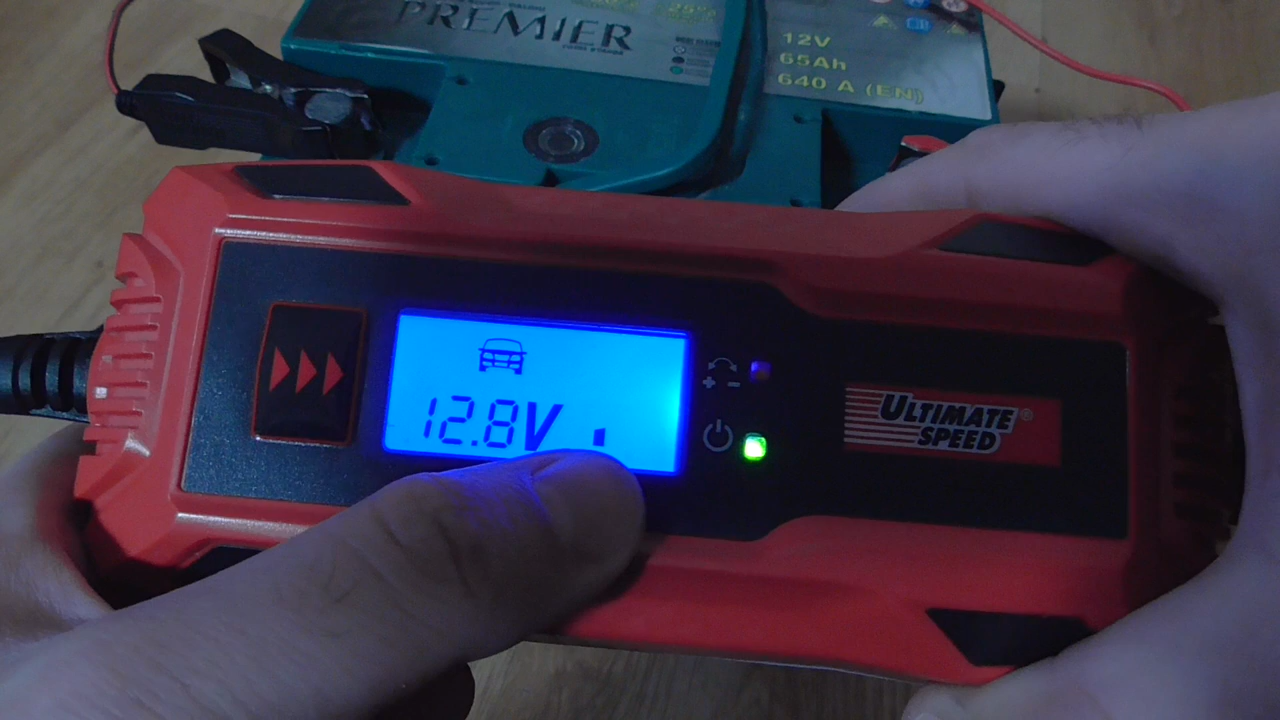 PREMIER
12V
65Ah
640 A (EN)
12.8V
ULTIMATE
SPEED®